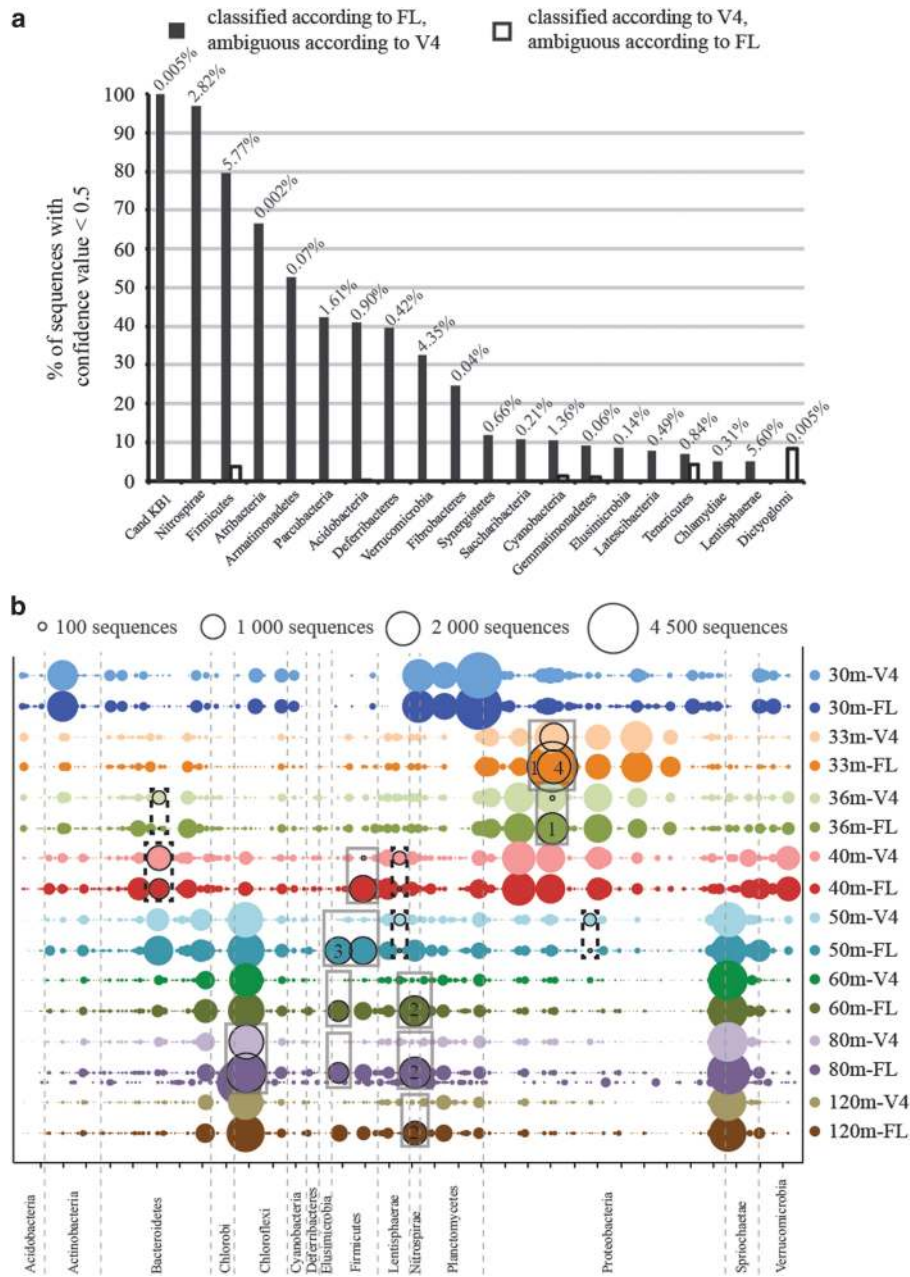 a
classified according to FL,
ambiguous according to V4
classified according to V4,
ambiguous according to FL
% of sequences with
confidence value < 0.5
100
90
80
70
60
50
40
30
20
10
0
0.005%
2.82%
5.77%
0.002%
0.07%
1.61%
0.90%
0.42%
4.35%
0.04%
0.66%
0.21%
1.36%
0.06%
0.14%
0.49%
0.84%
0.31%
5.60%
0.005%
Cand KB1
Nitrospirae
Firmicutes
Atribacteria
Armatimonadetes
Parcubacteria
Acidobacteria
Deferribacteres
Verrucomicrobia
Fibrobacteres
Synergistetes
Saccharibacteria
Cyanobacteria
Gemmatimonadetes
Elusimicrobia
Latescibacteria
Tenericutes
Chlamydiae
Lentisphaerae
Dictyoglomi
b
100 sequences
1 000 sequences
2 000 sequences
4 500 sequences
30m-V4
30m-FL
33m-V4
1 4
33m-FL
36m-V4
1
36m-FL
40m-V4
40m-FL
50m-V4
3
50m-FL
60m-V4
2
60m-FL
80m-V4
2
80m-FL
120m-V4
2
120m-FL
Acidobacteria
Actinobacteria
Bacteroidetes
Chlorobi
Chloroflexi
Cyanobacteria
Deferribacteres
Elusimicrobia
Firmicutes
Lentisphaerae
Nitrospirae
Planctomycetes
Proteobacteria
Spriochaetae
Verrucomicrobia